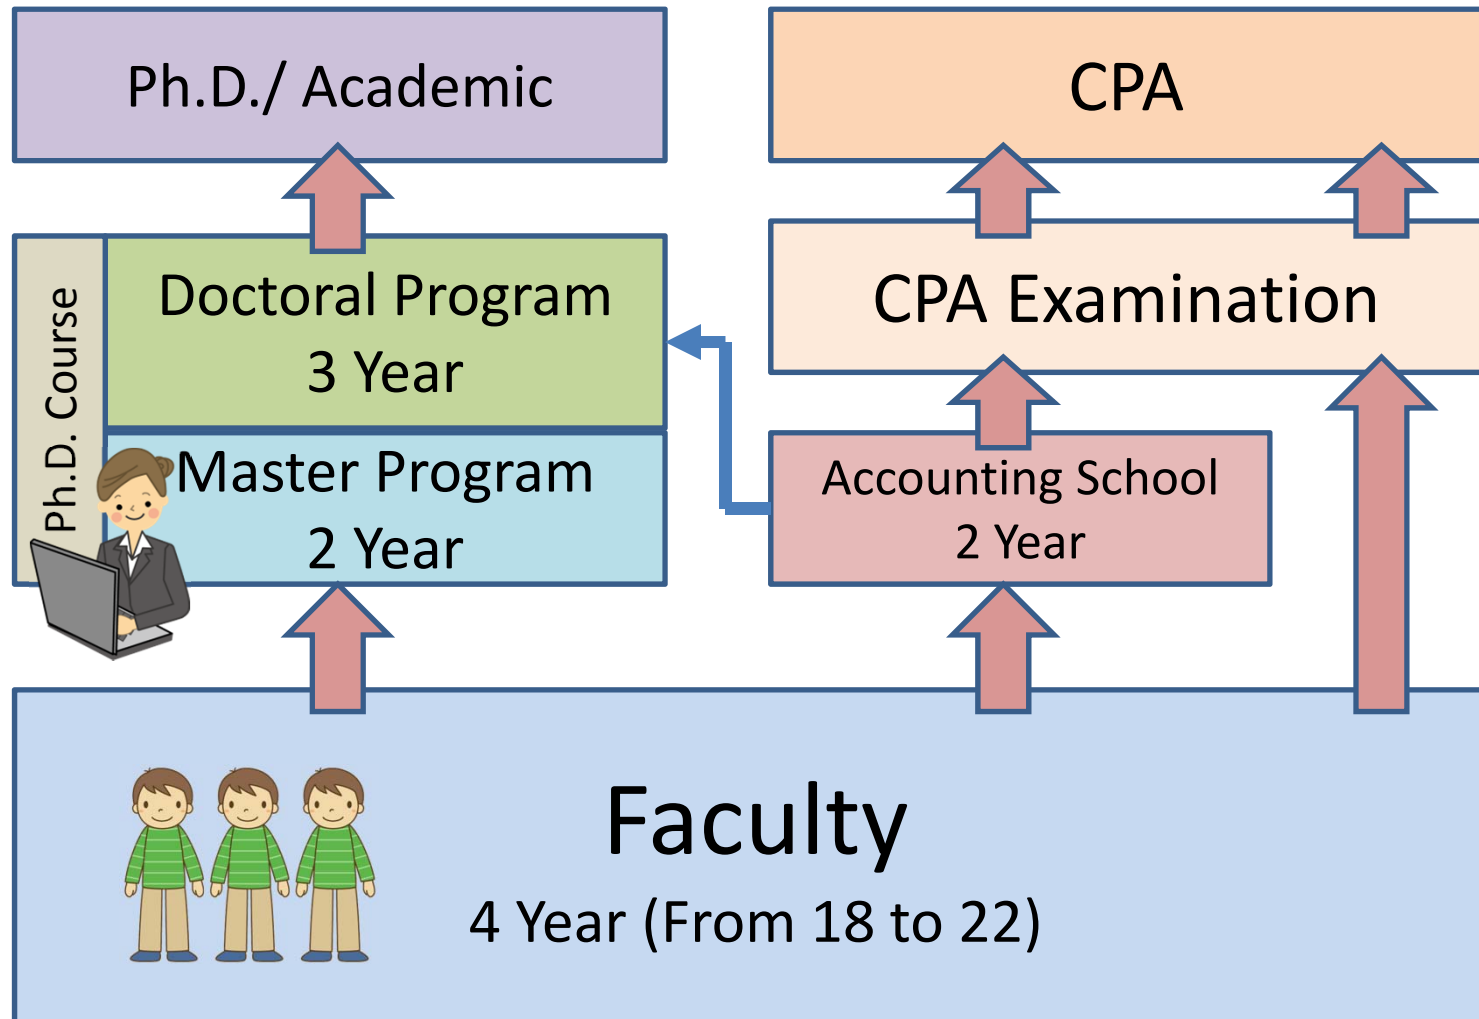 Ph.D./ Academic
CPA
Ph.D. Course
Doctoral Program
3 Year
CPA Examination
Master Program
2 Year
Accounting School
2 Year
Faculty
4 Year (From 18 to 22)